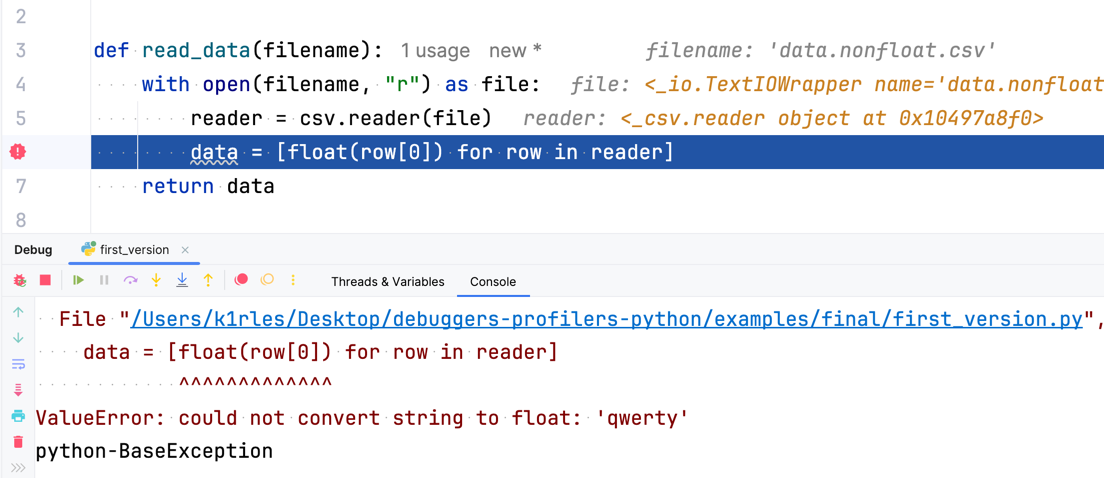 2
3 def read_data(filename): 1 usage new * filename: 'data.nonfloat.csv'
4 with open(filename, "r") as file: file: <_io.TextIOWrapper name='data.nonfloat
5 reader = csv.reader(file) reader: <_csv.reader object at 0x10497a8f0>
data = [float(row[0]) for row in reader]
7 return data
8
Debug first_version ×
Threads & Variables Console
File "/Users/k1rles/Desktop/debuggers-profilers-python/examples/final/first_version.py",
data = [float(row[0]) for row in reader]
^^^^^^^^^^^^^
ValueError: could not convert string to float: 'qwerty'
python-BaseException